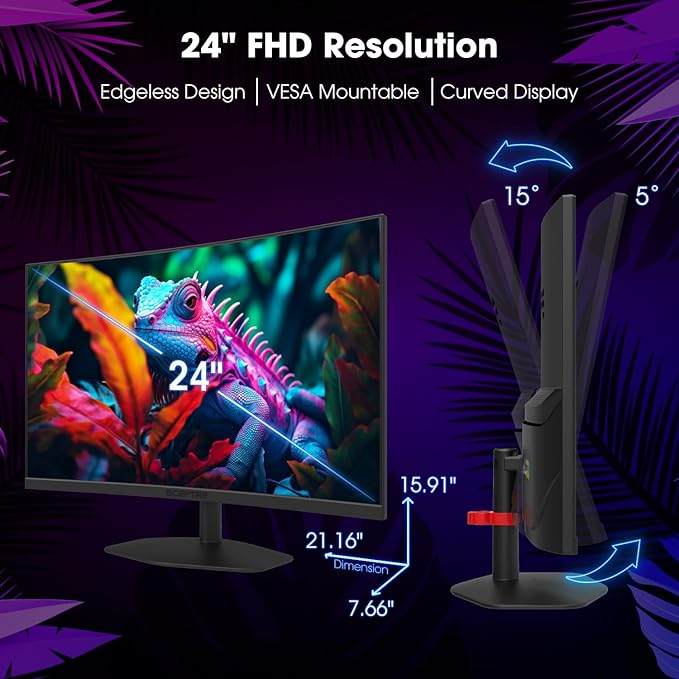 24" FHD Resolution
Edgeless Design | VESA Mountable | Curved Display
15°
5°
24"
SCEPTRE
15.91"
21.16"
Dimension
7.66"